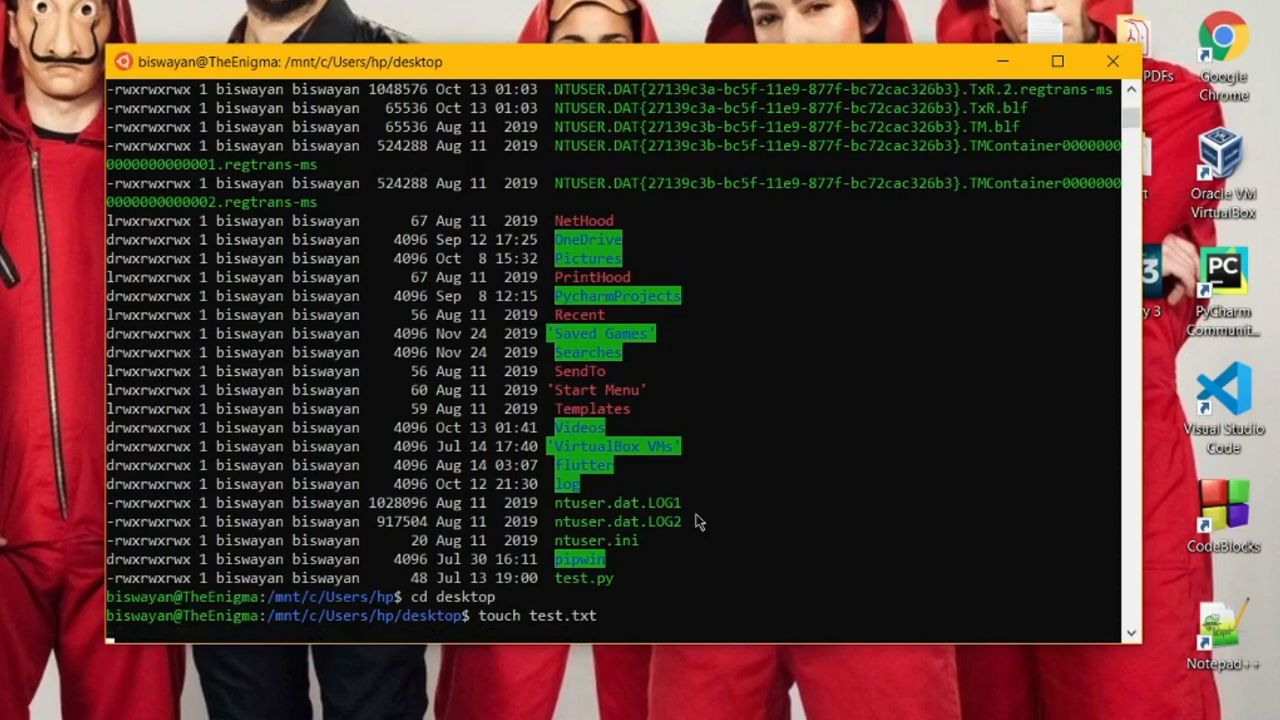 biswayan@TheEnigma: /mnt/c/Users/hp/desktop
-rwxrwxrwx 1 biswayan biswayan 1048576 Oct 13 01:03 NTUSER.DAT{27139c3a-bc5f-11e9-877f-bc72cac326b3}.TxR.2.regtrans-ms
-rwxrwxrwx 1 biswayan biswayan 65536 Oct 13 01:03 NTUSER.DAT{27139c3a-bc5f-11e9-877f-bc72cac326b3}.TxR.blf
-rwxrwxrwx 1 biswayan biswayan 65536 Aug 11 2019 NTUSER.DAT{27139c3b-bc5f-11e9-877f-bc72cac326b3}.TM.blf
-rwxrwxrwx 1 biswayan biswayan 524288 Aug 11 2019 NTUSER.DAT{27139c3b-bc5f-11e9-877f-bc72cac326b3}.TMContainer0000000
0000000000001.regtrans-ms
-rwxrwxrwx 1 biswayan biswayan 524288 Aug 11 2019 NTUSER.DAT{27139c3b-bc5f-11e9-877f-bc72cac326b3}.TMContainer0000000
0000000000002.regtrans-ms
lrwxrwxrwx 1 biswayan biswayan 67 Aug 11 2019 NetHood
drwxrwxrwx 1 biswayan biswayan 4096 Sep 12 17:25 OneDrive
drwxrwxrwx 1 biswayan biswayan 4096 Oct 8 15:32 Pictures
lrwxrwxrwx 1 biswayan biswayan 67 Aug 11 2019 PrintHood
drwxrwxrwx 1 biswayan biswayan 4096 Sep 8 12:15 PycharmProjects
lrwxrwxrwx 1 biswayan biswayan 56 Aug 11 2019 Recent
drwxrwxrwx 1 biswayan biswayan 4096 Nov 24 2019 'Saved Games'
drwxrwxrwx 1 biswayan biswayan 4096 Nov 24 2019 Searches
lrwxrwxrwx 1 biswayan biswayan 56 Aug 11 2019 SendTo
lrwxrwxrwx 1 biswayan biswayan 60 Aug 11 2019 'Start Menu'
lrwxrwxrwx 1 biswayan biswayan 59 Aug 11 2019 Templates
drwxrwxrwx 1 biswayan biswayan 4096 Oct 13 01:41 Videos
drwxrwxrwx 1 biswayan biswayan 4096 Jul 14 17:40 'VirtualBox VMs'
drwxrwxrwx 1 biswayan biswayan 4096 Aug 14 03:07 flutter
drwxrwxrwx 1 biswayan biswayan 4096 Oct 12 21:30 log
-rwxrwxrwx 1 biswayan biswayan 1028096 Aug 11 2019 ntuser.dat.LOG1
-rwxrwxrwx 1 biswayan biswayan 917504 Aug 11 2019 ntuser.dat.LOG2
-rwxrwxrwx 1 biswayan biswayan 20 Aug 11 2019 ntuser.ini
drwxrwxrwx 1 biswayan biswayan 4096 Jul 30 16:11 pipwin
-rwxrwxrwx 1 biswayan biswayan 48 Jul 13 19:00 test.py
biswayan@TheEnigma:/mnt/c/Users/hp$ cd desktop
biswayan@TheEnigma:/mnt/c/Users/hp/desktop$ touch test.txt
PDFs
Google
Chrome
Oracle VM
VirtualBox
3
y 3
PC
PyCharm
Communit...
Visual Studio
Code
CodeBlocks
Notepad++